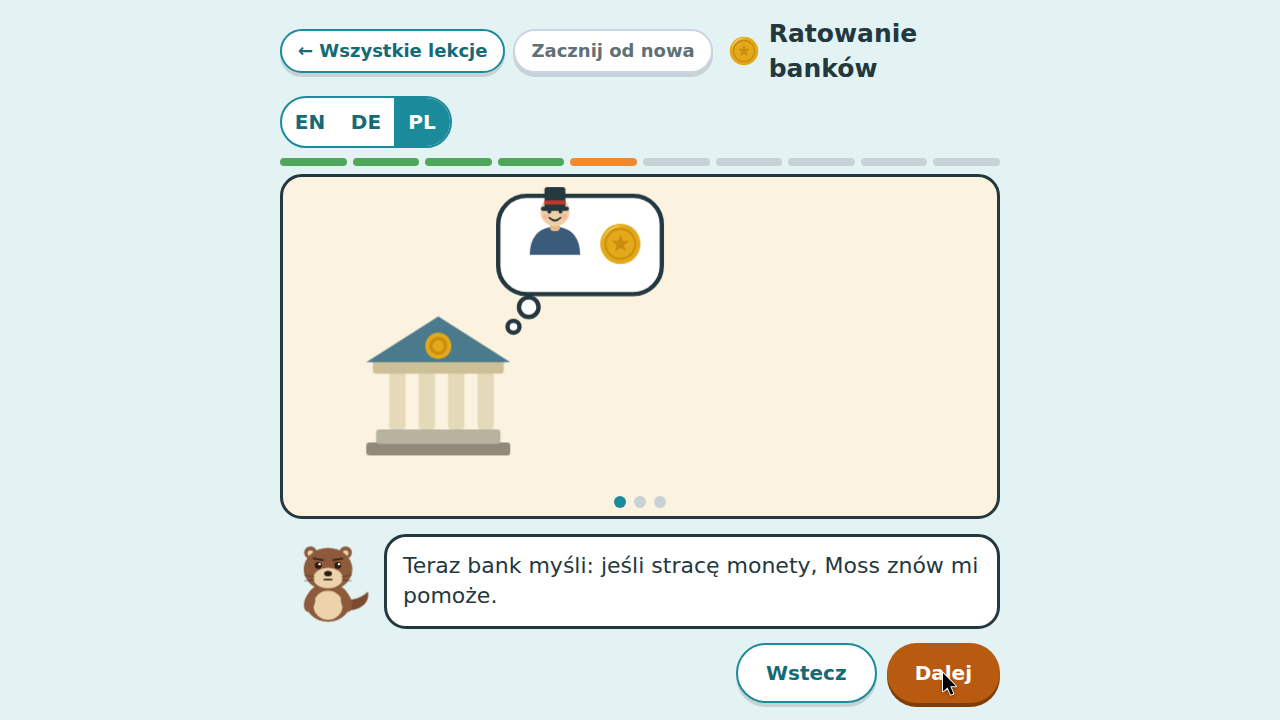 ← Wszystkie lekcje
Zacznij od nowa
Ratowanie
banków
EN DE PL
Teraz bank myśli: jeśli stracę monety, Moss znów mi
pomoże.
Wstecz
Dalej